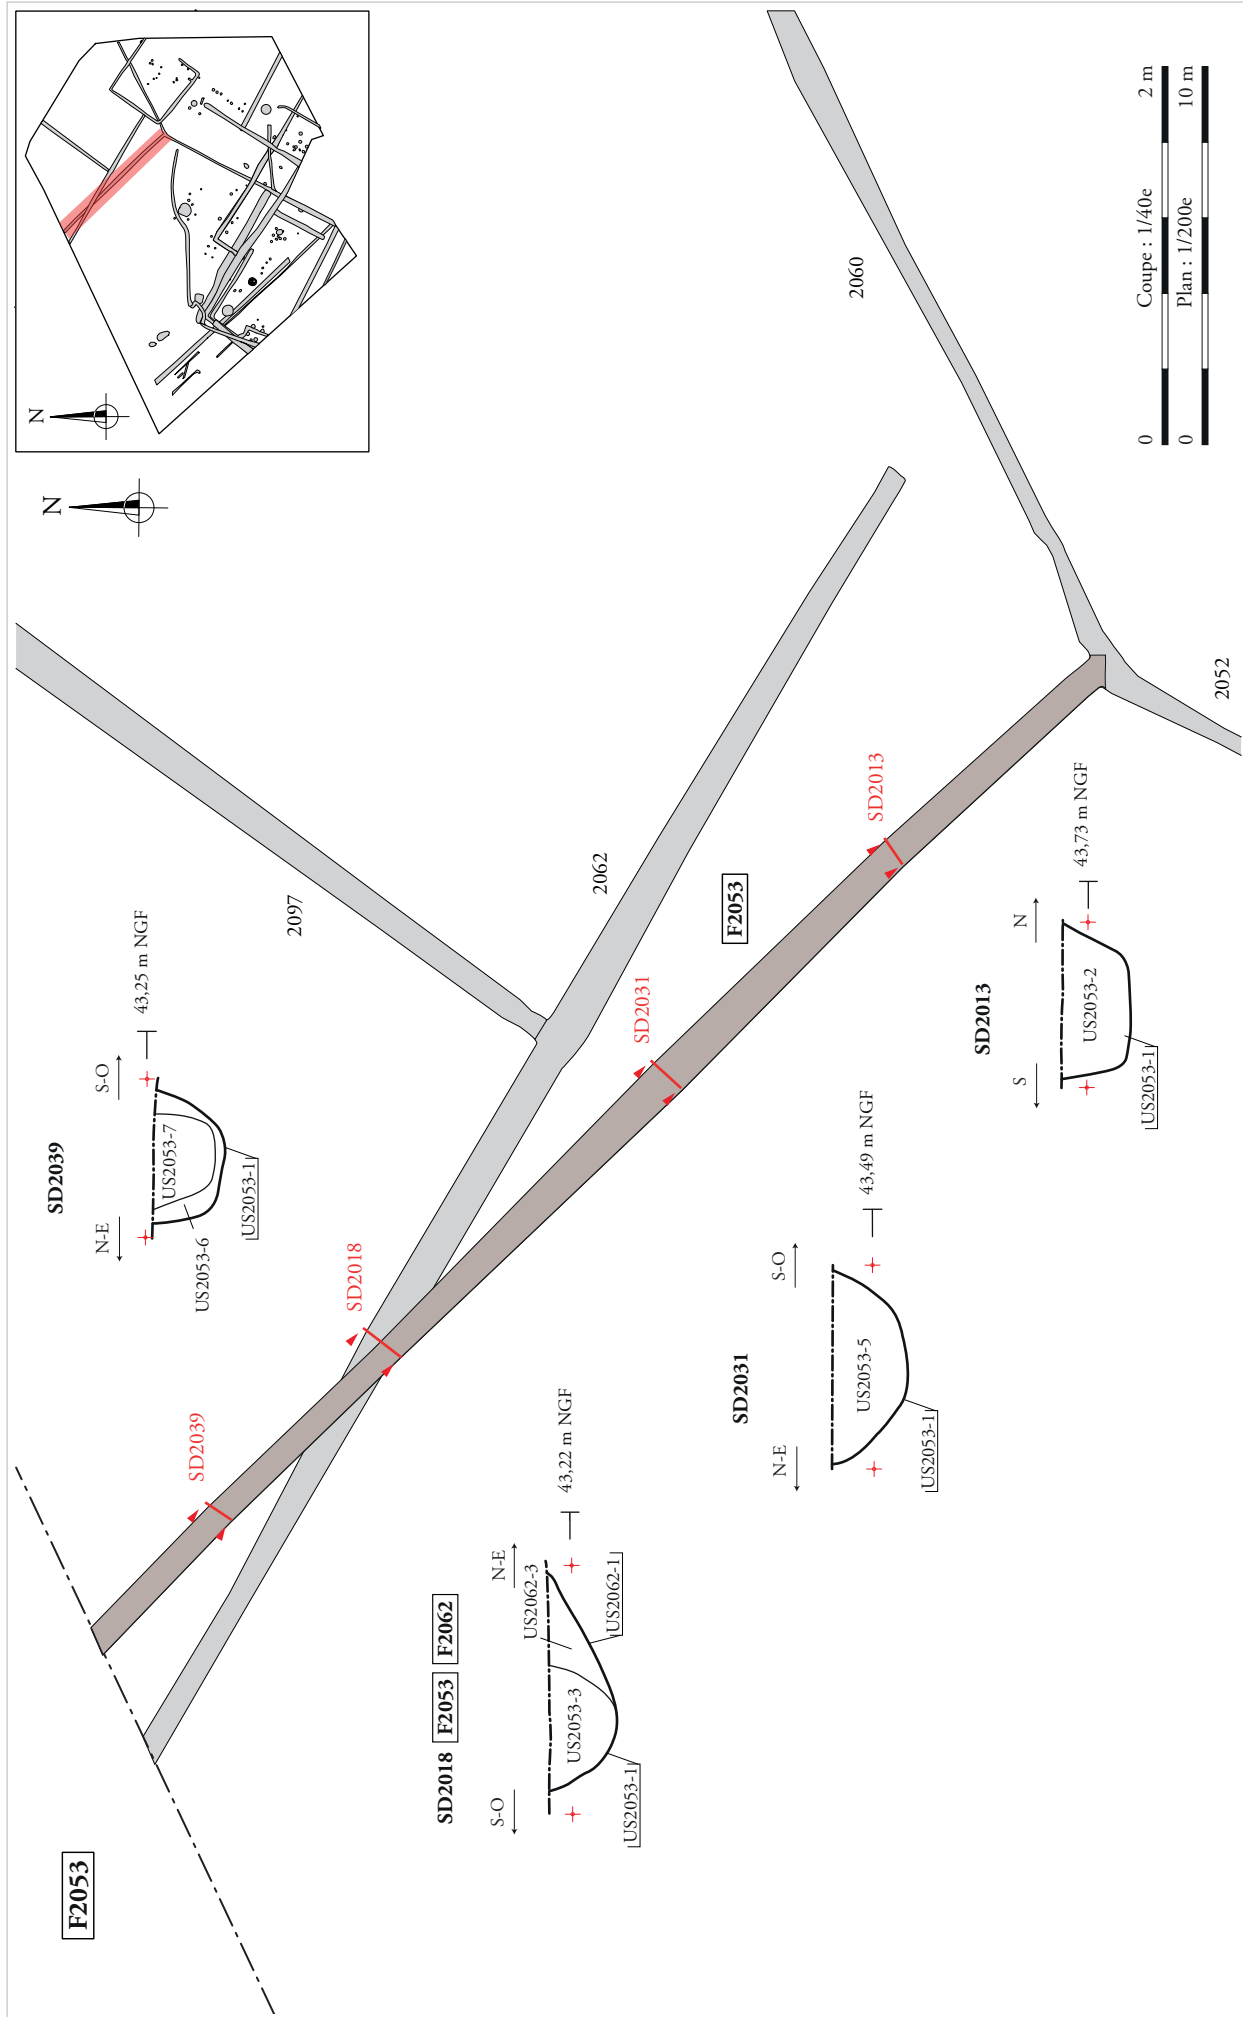 F2053
N
N
2097
2062
2060
2052
F2053
SD2039
SD2018
SD2031
SD2013
SD2039
N-E
S-O
43,25 m NGF
US2053-7
US2053-6
US2053-1
SD2018 F2053 F2062
S-O
N-E
43,22 m NGF
US2062-3
US2053-3
US2053-1
US2062-1
SD2031
N-E
S-O
43,49 m NGF
US2053-5
US2053-1
SD2013
S
N
43,73 m NGF
US2053-2
US2053-1
0 Coupe : 1/40e 2 m
0 Plan : 1/200e 10 m